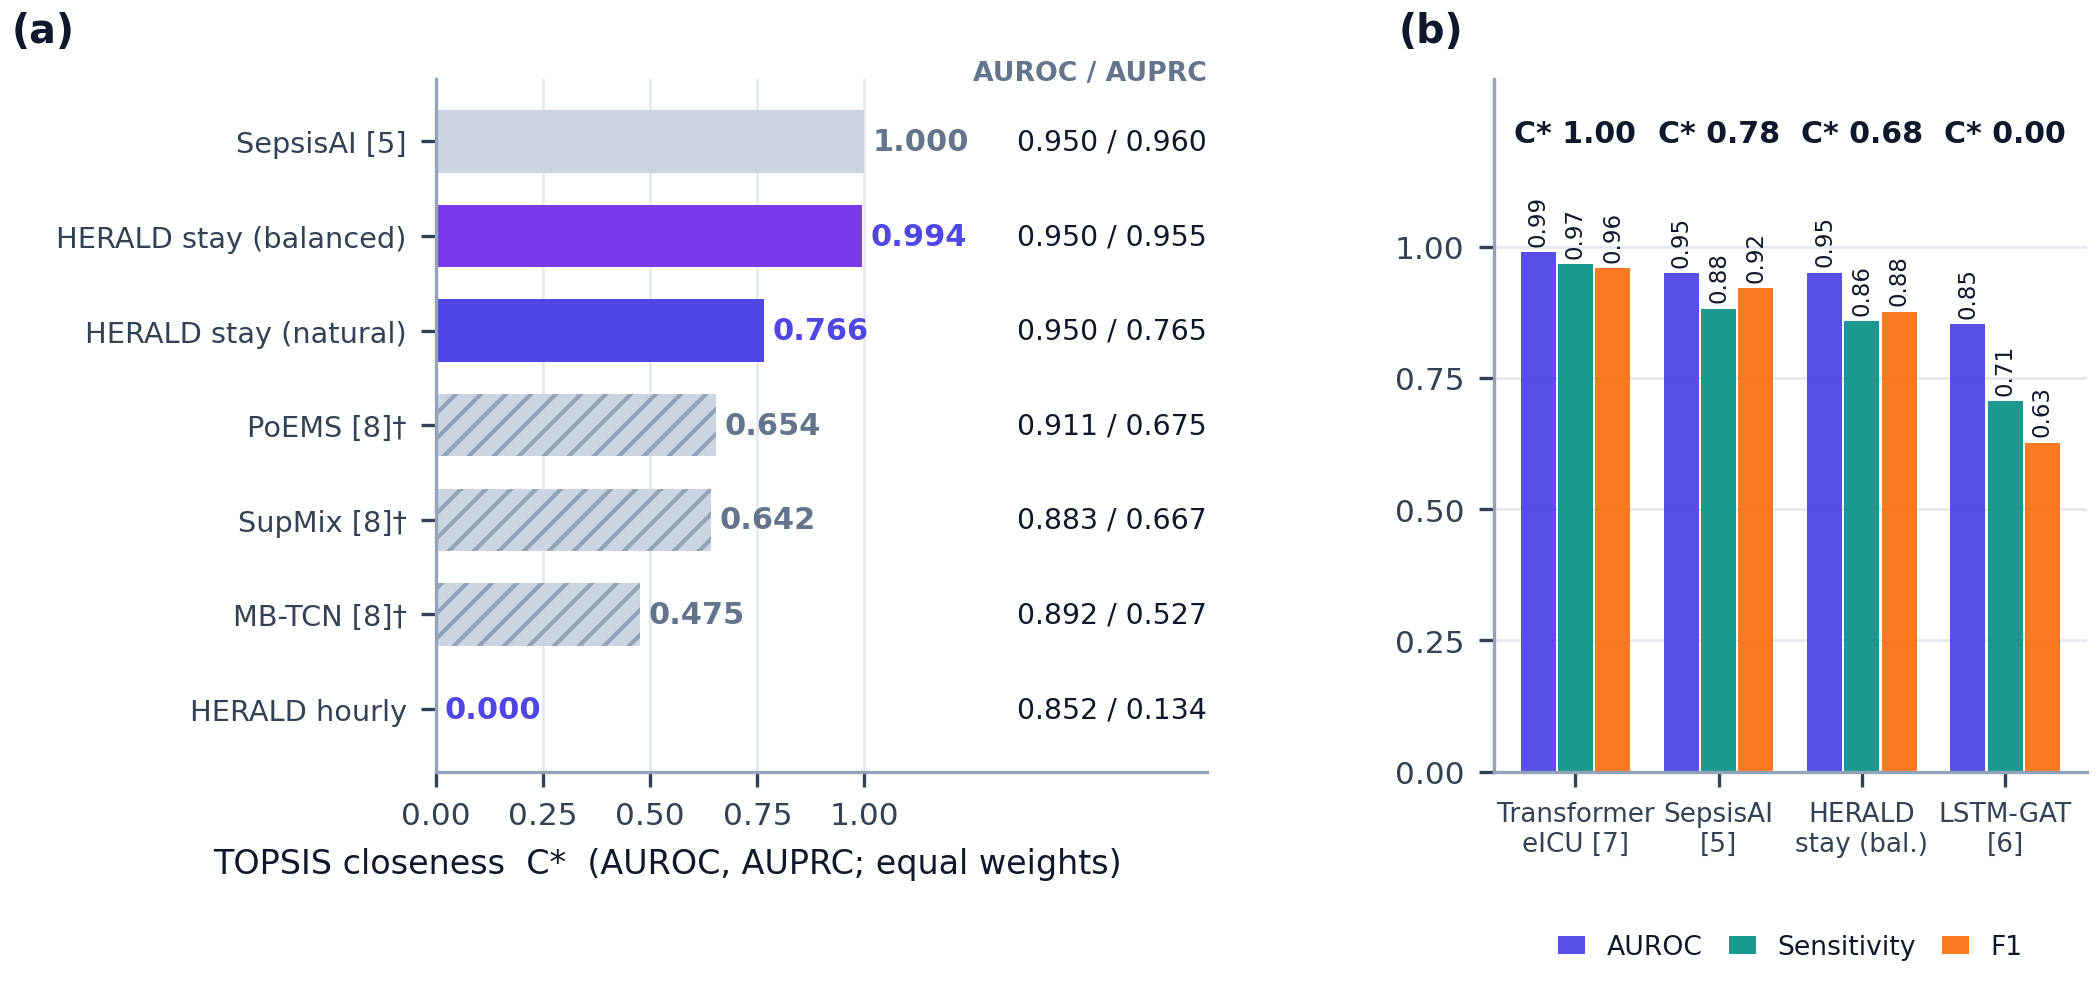 (a)
AUROC / AUPRC
SepsisAI [5] 1.000 0.950 / 0.960
HERALD stay (balanced) 0.994 0.950 / 0.955
HERALD stay (natural) 0.766 0.950 / 0.765
PoEMS [8]† 0.654 0.911 / 0.675
SupMix [8]† 0.642 0.883 / 0.667
MB-TCN [8]† 0.475 0.892 / 0.527
HERALD hourly 0.000 0.852 / 0.134
0.00 0.25 0.50 0.75 1.00
TOPSIS closeness C* (AUROC, AUPRC; equal weights)
(b)
C* 1.00 C* 0.78 C* 0.68 C* 0.00
0.99 0.97 0.96 0.95 0.88 0.92 0.95 0.86 0.88 0.85 0.71 0.63
1.00
0.75
0.50
0.25
0.00
Transformer SepsisAI HERALD LSTM-GAT
eICU [7] [5] stay (bal.) [6]
AUROC Sensitivity F1